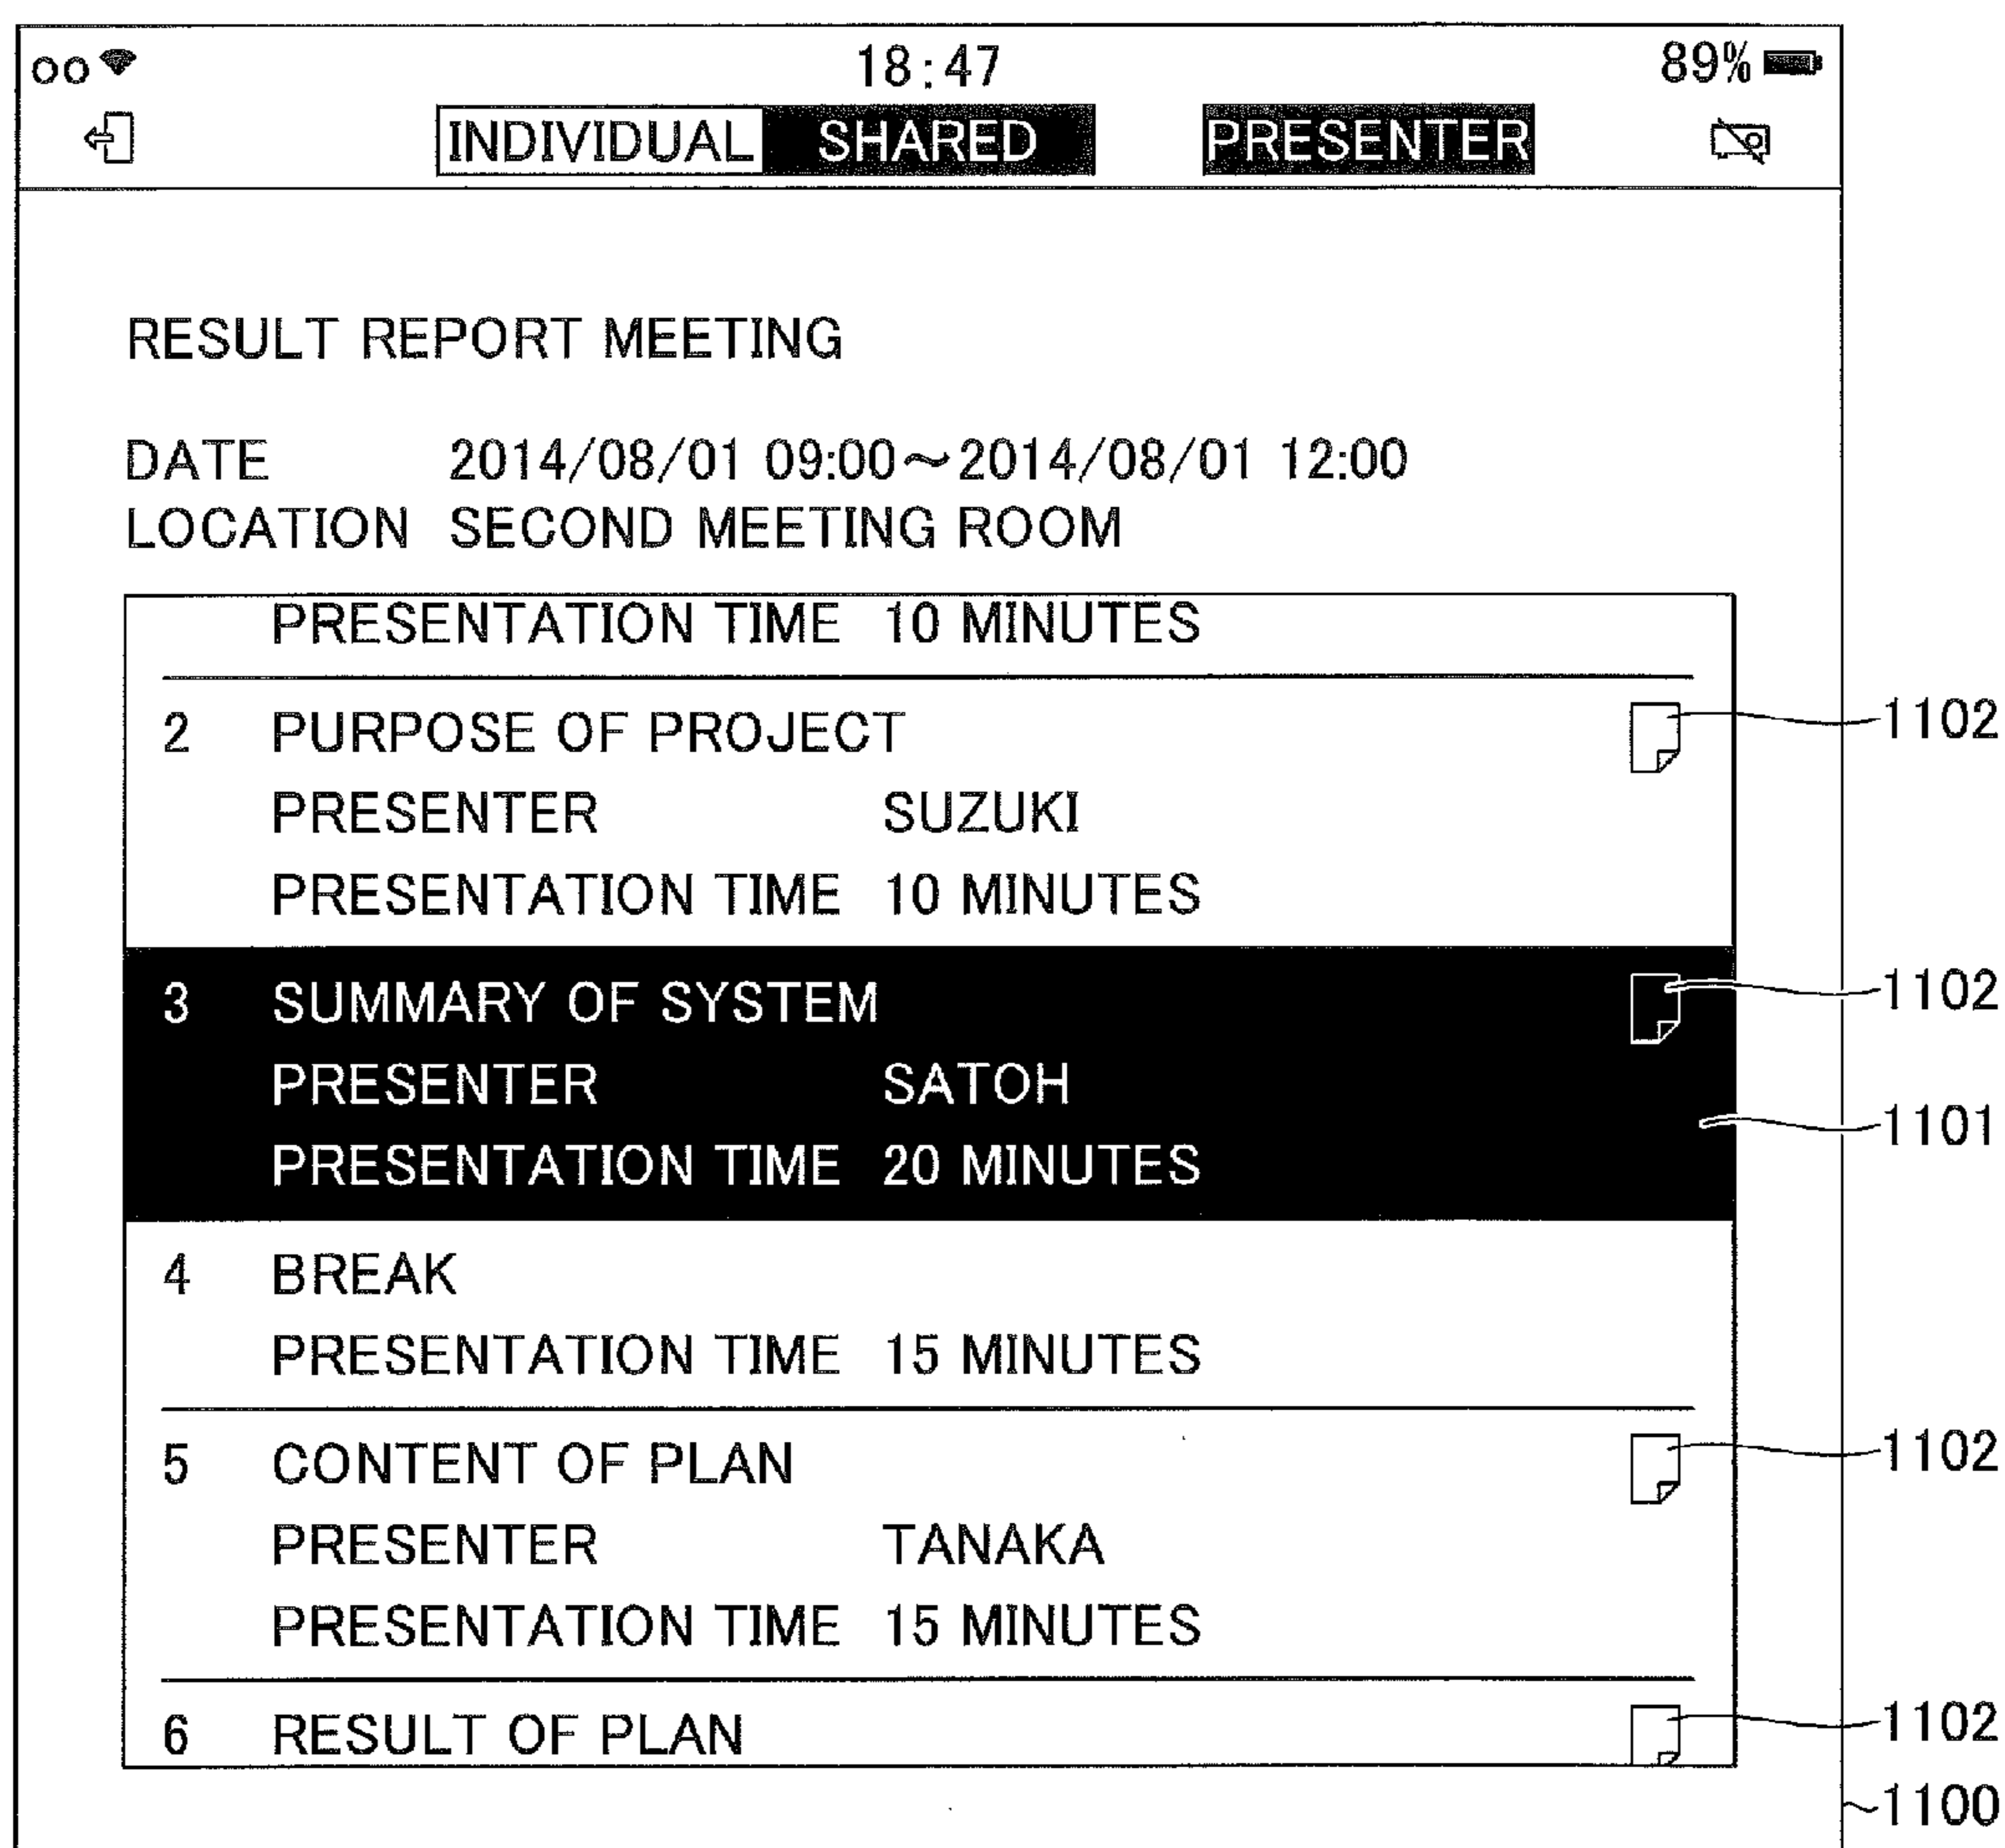 18:47 89%
INDIVIDUAL SHARED PRESENTER
RESULT REPORT MEETING
DATE 2014/08/01 09:00~2014/08/01 12:00
LOCATION SECOND MEETING ROOM
PRESENTATION TIME 10 MINUTES
2 PURPOSE OF PROJECT 1102
PRESENTER SUZUKI
PRESENTATION TIME 10 MINUTES
3 SUMMARY OF SYSTEM 1102
PRESENTER SATOH
1101
PRESENTATION TIME 20 MINUTES
4 BREAK
PRESENTATION TIME 15 MINUTES
5 CONTENT OF PLAN 1102
PRESENTER TANAKA
PRESENTATION TIME 15 MINUTES
6 RESULT OF PLAN 1102
1100